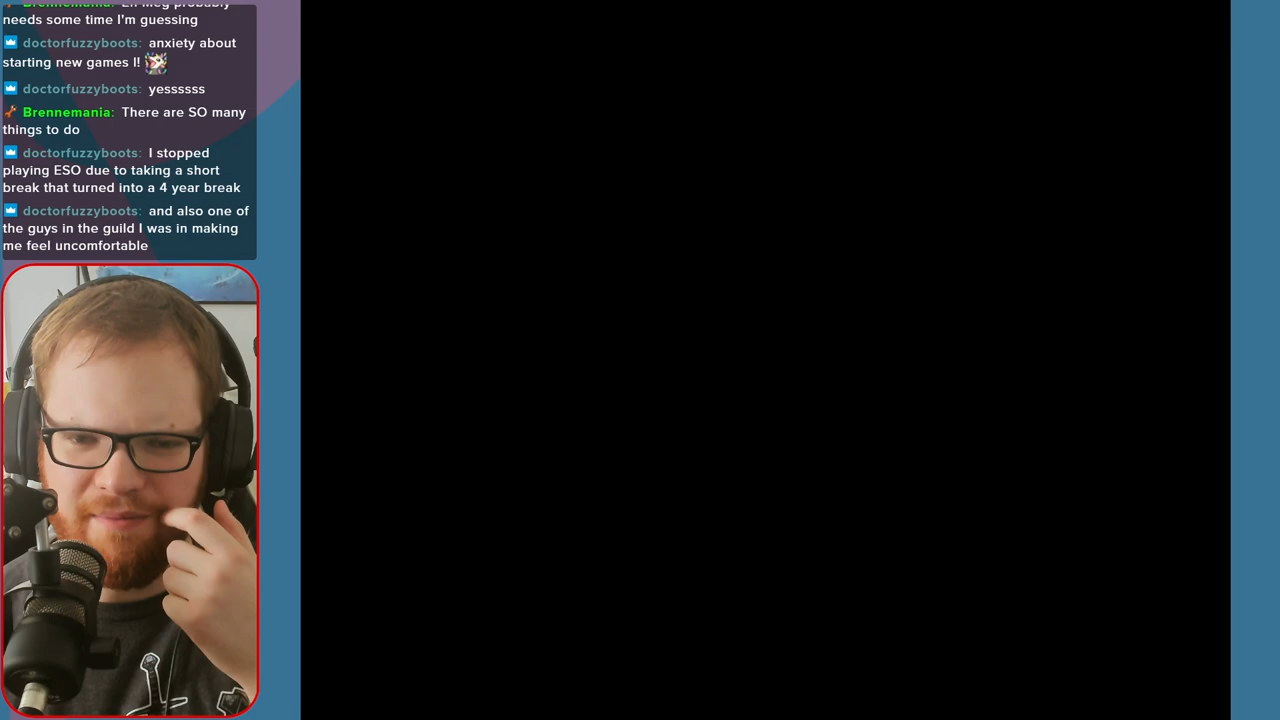 needs some time I'm guessing
doctorfuzzyboots: anxiety about
starting new games l!
doctorfuzzyboots: yessssss
Brennemania: There are SO many
things to do
doctorfuzzyboots: I stopped
playing ESO due to taking a short
break that turned into a 4 year break
doctorfuzzyboots: and also one of
the guys in the guild I was in making
me feel uncomfortable